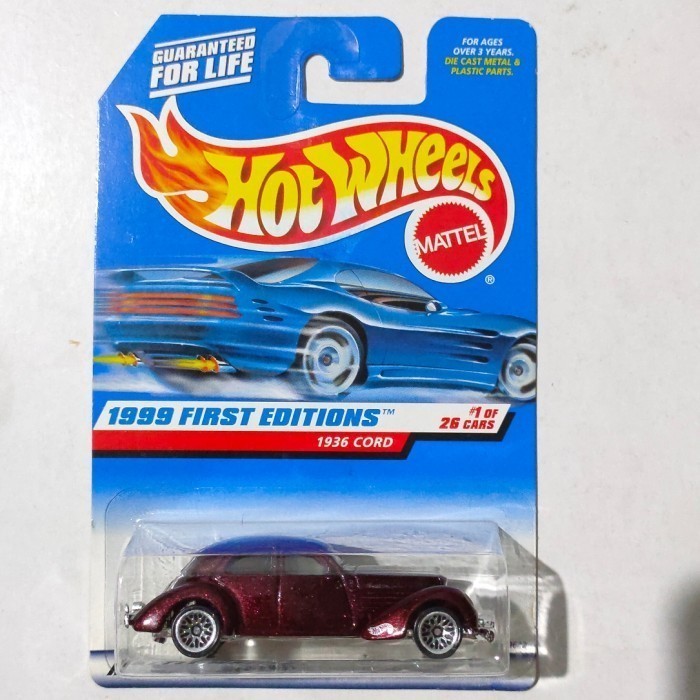 GUARANTEED
FOR LIFE
FOR AGES
OVER 3 YEARS.
DIE CAST METAL &
PLASTIC PARTS.
HOT WHEELS
MATTEL
®
1999 FIRST EDITIONS™
#1 OF
26 CARS
1936 CORD